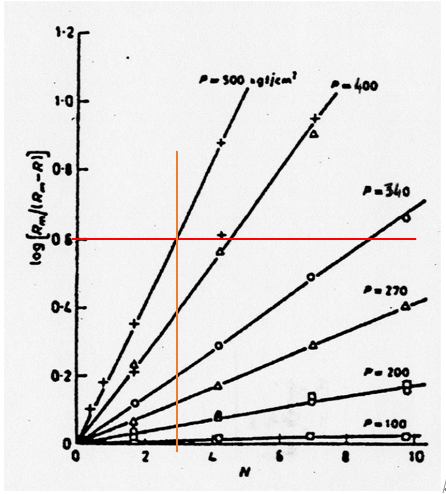 1·2
P = 500 kgf/cm²
P = 400
1·0
0·8
P = 340
log [Rm/(Rm-R)]
0·6
0·4
P = 270
0·2
P = 200
P = 100
0
0 2 4 6 8 10
N